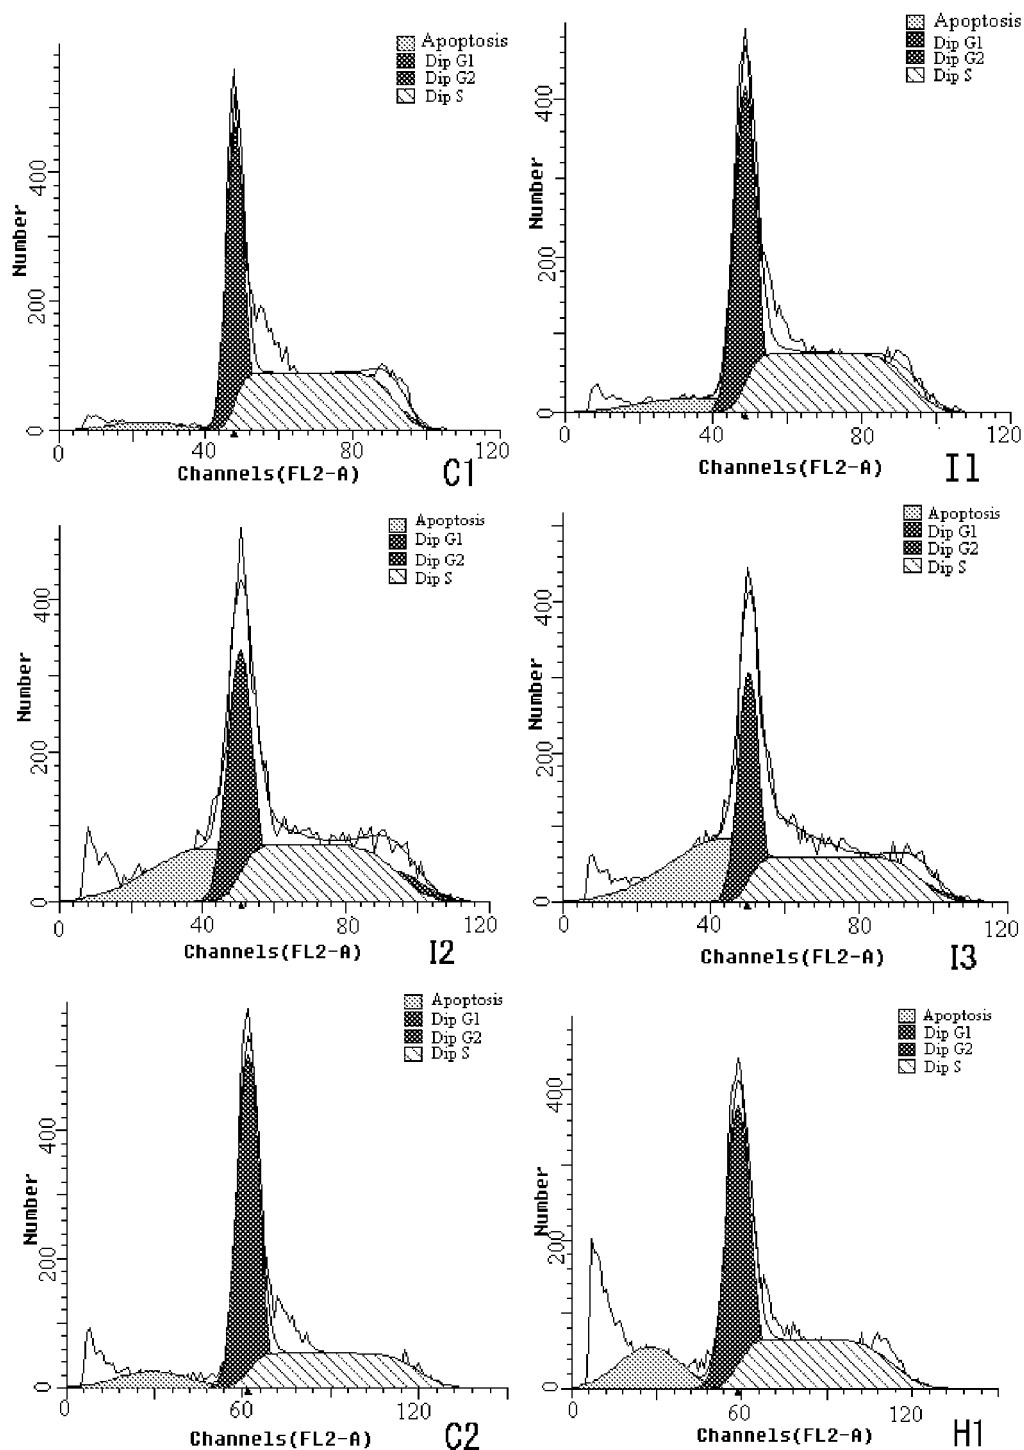 Apoptosis
Dip G1
Dip G2
Dip S
Number
400
200
0
0 40 80 120
Channels(FL2-A)
C1
Apoptosis
Dip G1
Dip G2
Dip S
Number
400
200
0
0 40 80 120
Channels(FL2-A)
I1
Apoptosis
Dip G1
Dip G2
Dip S
Number
400
200
0
0 40 80 120
Channels(FL2-A)
I2
Apoptosis
Dip G1
Dip G2
Dip S
Number
400
200
0
0 40 80 120
Channels(FL2-A)
I3
Apoptosis
Dip G1
Dip G2
Dip S
Number
400
200
0
0 60 120
Channels(FL2-A)
C2
Apoptosis
Dip G1
Dip G2
Dip S
Number
400
200
0
0 60 120
Channels(FL2-A)
H1